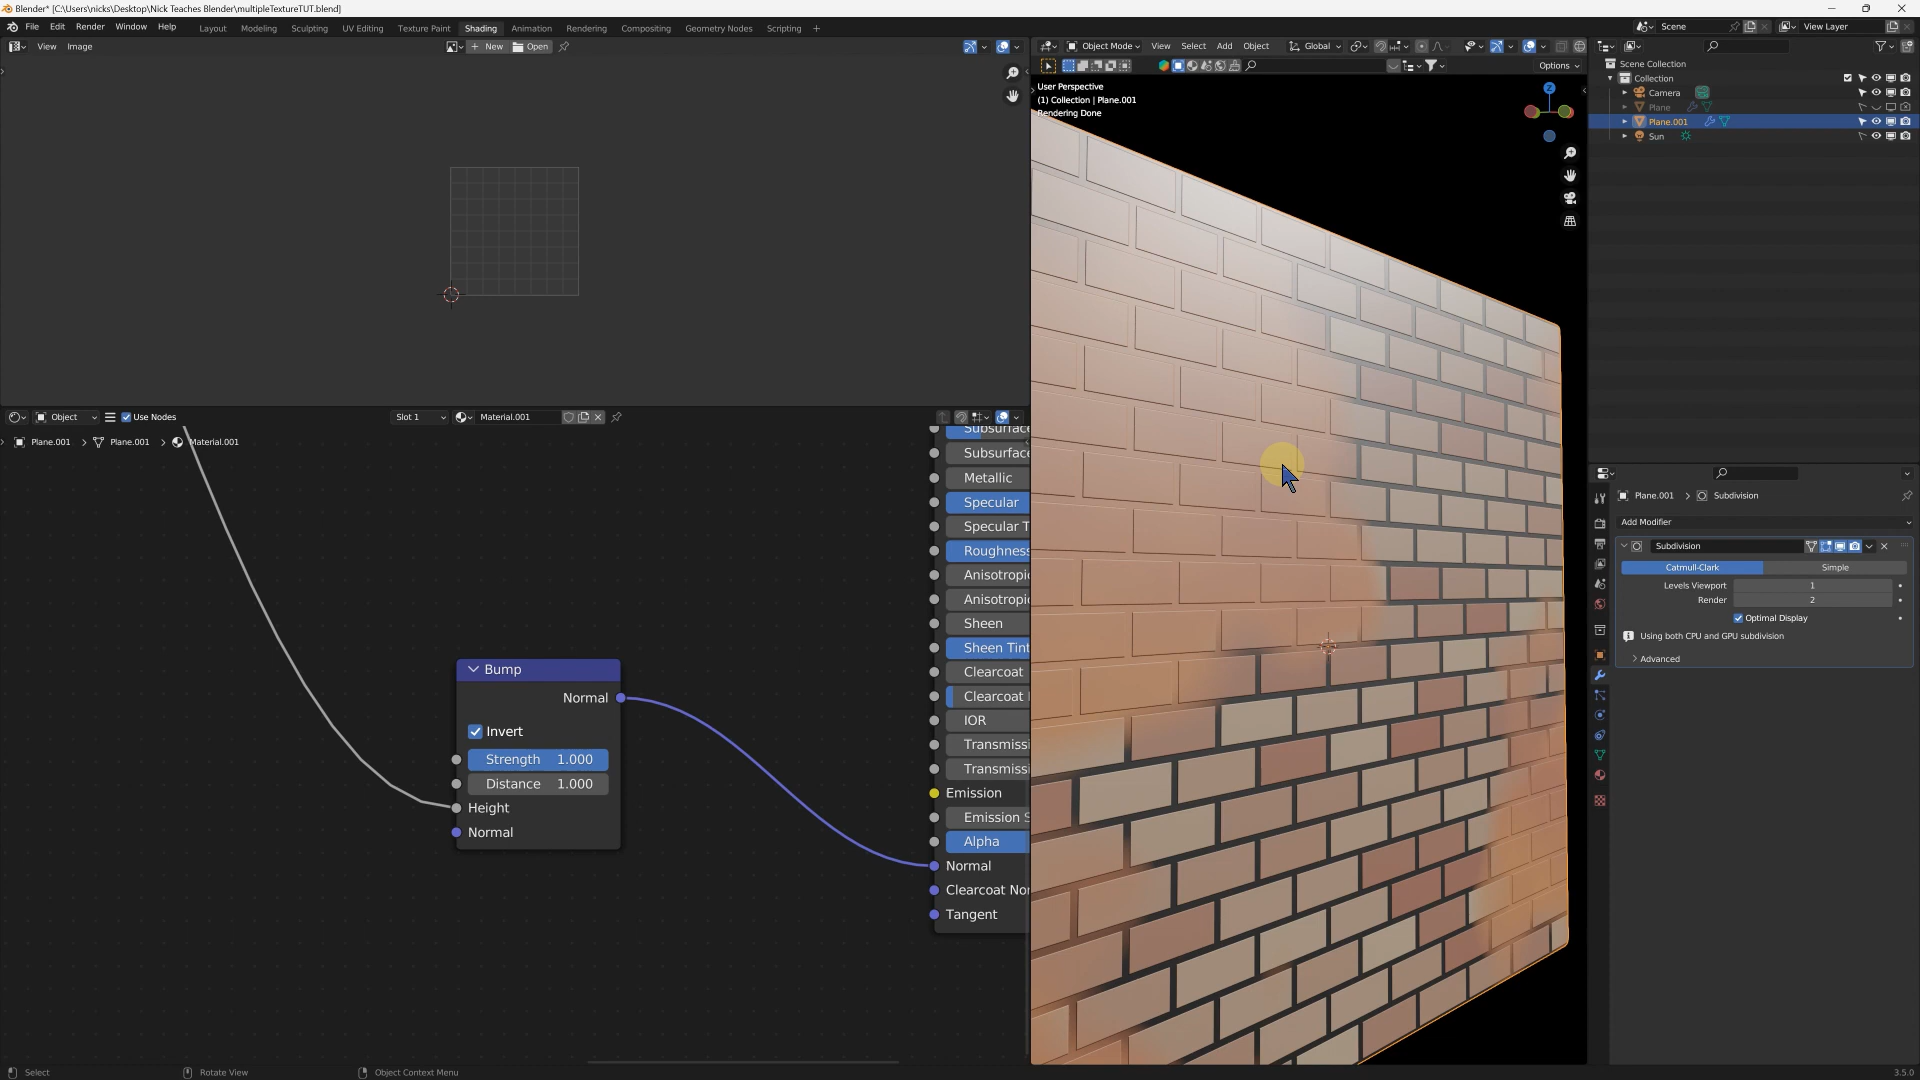 Blender* [C:\Users\nicks\Desktop\Nick Teaches Blender\multipleTextureTUT.blend]
File Edit Render Window Help Layout Modeling Sculpting UV Editing Texture Paint Shading Animation Rendering Compositing Geometry Nodes Scripting + Scene View Layer
View Image New Open Object Mode View Select Add Object Global
Options
User Perspective
(1) Collection | Plane.001
Rendering Done
Z
Scene Collection
Collection
Camera
Plane
Plane.001
Sun
Object Use Nodes Slot 1 Material.001
Plane.001 > Plane.001 > Material.001
Subsurface
Subsurface
Metallic
Specular
Specular T
Roughness
Anisotropi
Anisotropi
Sheen
Sheen Tint
Clearcoat
Clearcoat
IOR
Transmissi
Transmissi
Emission
Emission S
Alpha
Normal
Clearcoat Nor
Tangent
Bump
Normal
Invert
Strength 1.000
Distance 1.000
Height
Normal
Plane.001 > Subdivision
Add Modifier
Subdivision
Catmull-Clark Simple
Levels Viewport 1
Render 2
Optimal Display
Using both CPU and GPU subdivision
Advanced
Select Rotate View Object Context Menu 3.5.0